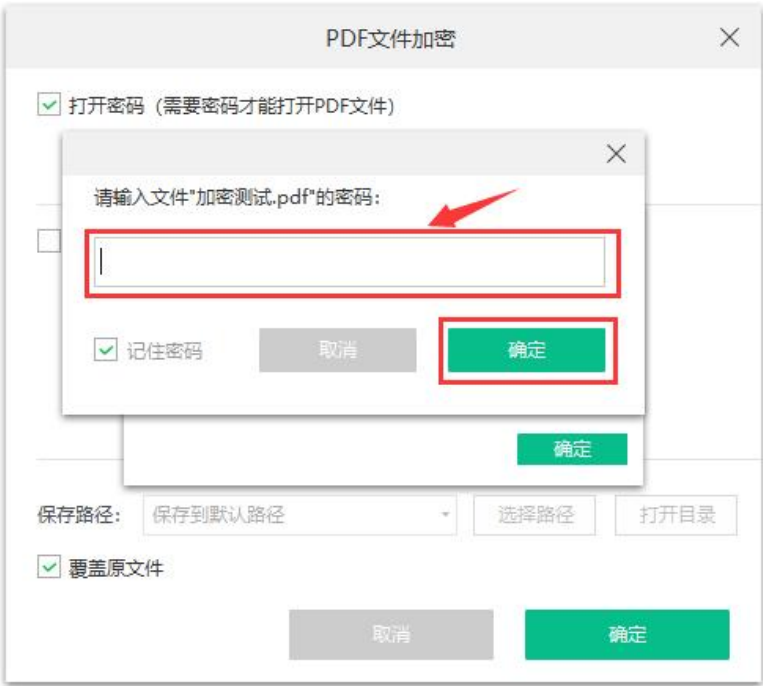 PDF文件加密
打开密码（需要密码才能打开PDF文件）
请输入文件"加密测试.pdf"的密码：
记住密码 取消 确定
确定
保存路径： 保存到默认路径 选择路径 打开目录
覆盖原文件
取消 确定